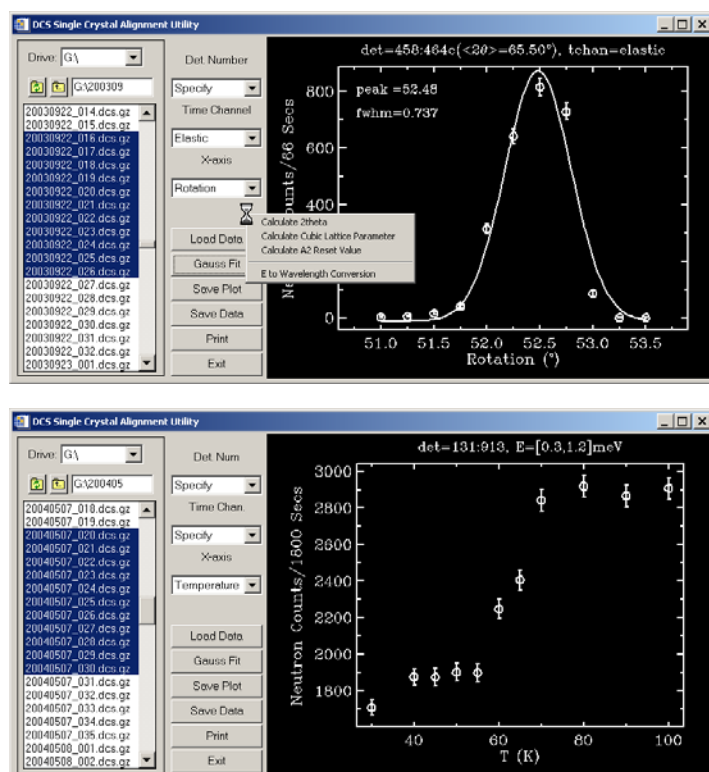 DCS Single Crystal Alignment Utility
Drive: G:\
G:\200309
20030922_014.dcs.gz
20030922_015.dcs.gz
20030922_016.dcs.gz
20030922_017.dcs.gz
20030922_018.dcs.gz
20030922_019.dcs.gz
20030922_020.dcs.gz
20030922_021.dcs.gz
20030922_022.dcs.gz
20030922_023.dcs.gz
20030922_024.dcs.gz
20030922_025.dcs.gz
20030922_026.dcs.gz
20030922_027.dcs.gz
20030922_028.dcs.gz
20030922_029.dcs.gz
20030922_030.dcs.gz
20030922_031.dcs.gz
20030922_032.dcs.gz
20030923_001.dcs.gz
Det. Number
Specify
Time Channel
Elastic
X-axis
Rotation
Load Data
Gauss Fit
Save Plot
Save Data
Print
Exit
Calculate 2theta
Calculate Cubic Lattice Parameter
Calculate A2 Reset Value
E to Wavelength Conversion
det=458:464c(<2θ>=65.50°), tchan=elastic
peak =52.48
fwhm=0.737
800
600
400
0
51.0 51.5 52.0 52.5 53.0 53.5
Rotation (°)
DCS Single Crystal Alignment Utility
Drive: G:\
G:\200405
20040507_018.dcs.gz
20040507_019.dcs.gz
20040507_020.dcs.gz
20040507_021.dcs.gz
20040507_022.dcs.gz
20040507_023.dcs.gz
20040507_024.dcs.gz
20040507_025.dcs.gz
20040507_026.dcs.gz
20040507_027.dcs.gz
20040507_028.dcs.gz
20040507_029.dcs.gz
20040507_030.dcs.gz
20040507_031.dcs.gz
20040507_032.dcs.gz
20040507_033.dcs.gz
20040507_034.dcs.gz
20040507_035.dcs.gz
20040508_001.dcs.gz
20040508_002.dcs.gz
Det. Num
Specify
Time Chan.
Specify
X-axis
Temperature
Load Data
Gauss Fit
Save Plot
Save Data
Print
Exit
det=131:913, E=[0.3,1.2]meV
Neutron Counts/1800 Secs
3000
2800
2600
2400
2200
2000
1800
40 60 80 100
T (K)